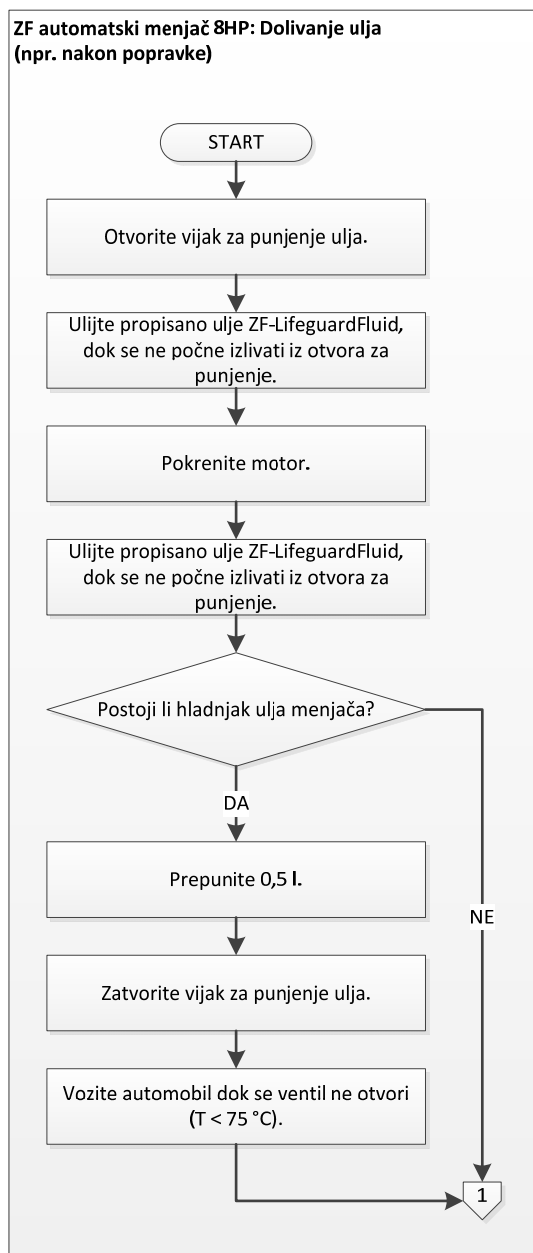 ZF automatski menjač 8HP: Dolivanje ulja
(npr. nakon popravke)
START
Otvorite vijak za punjenje ulja.
Ulijte propisano ulje ZF-LifeguardFluid,
dok se ne počne izlivati iz otvora za
punjenje.
Pokrenite motor.
Ulijte propisano ulje ZF-LifeguardFluid,
dok se ne počne izlivati iz otvora za
punjenje.
Postoji li hladnjak ulja menjača?
DA
Prepunite 0,5 l.
NE
Zatvorite vijak za punjenje ulja.
Vozite automobil dok se ventil ne otvori
(T < 75 °C).
1